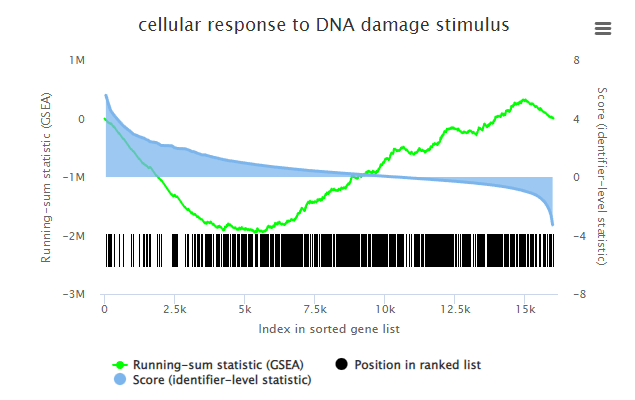 cellular response to DNA damage stimulus
1M
8
0
4
-1M
0
-2M
-4
-3M
-8
Running-sum statistic (GSEA)
Score (identifier-level statistic)
0
2.5k
5k
7.5k
10k
12.5k
15k
Index in sorted gene list
Running-sum statistic (GSEA)
Position in ranked list
Score (identifier-level statistic)